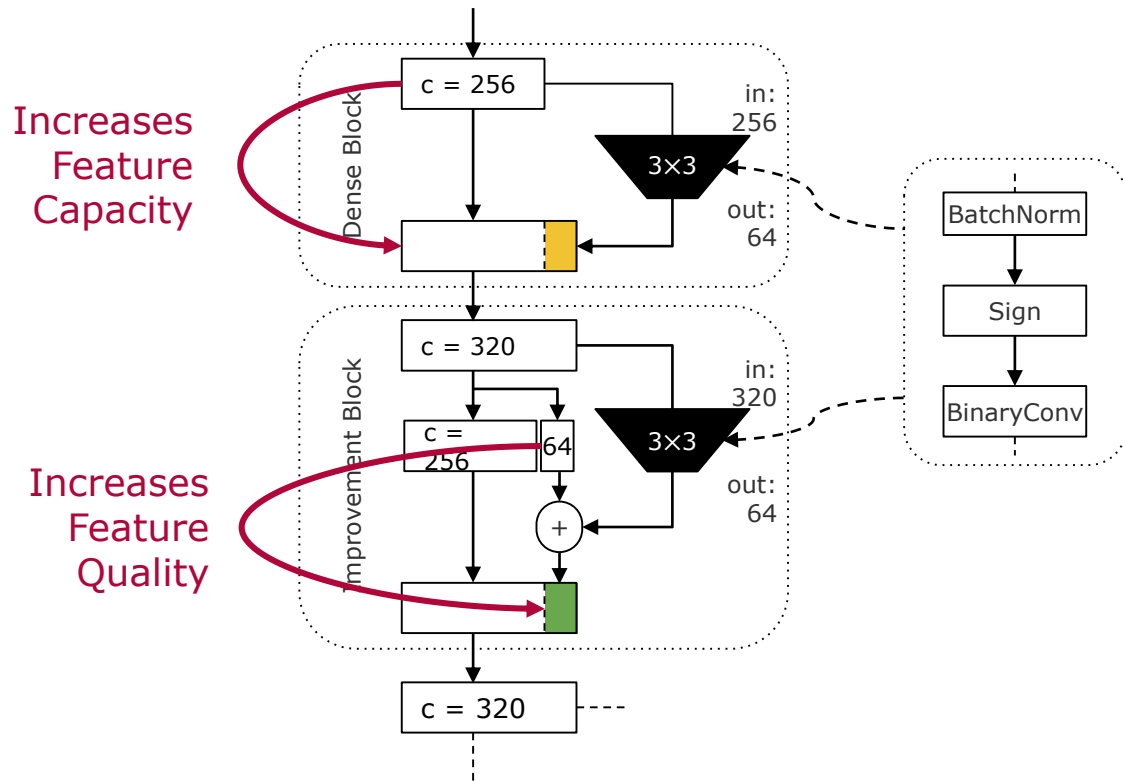 c = 256
Increases
Feature
Capacity
Dense Block
in:
256
3×3
out:
64
BatchNorm
Sign
BinaryConv
c = 320
Improvement Block
in:
320
c =
256
64
3×3
Increases
Feature
Quality
out:
64
+
c = 320